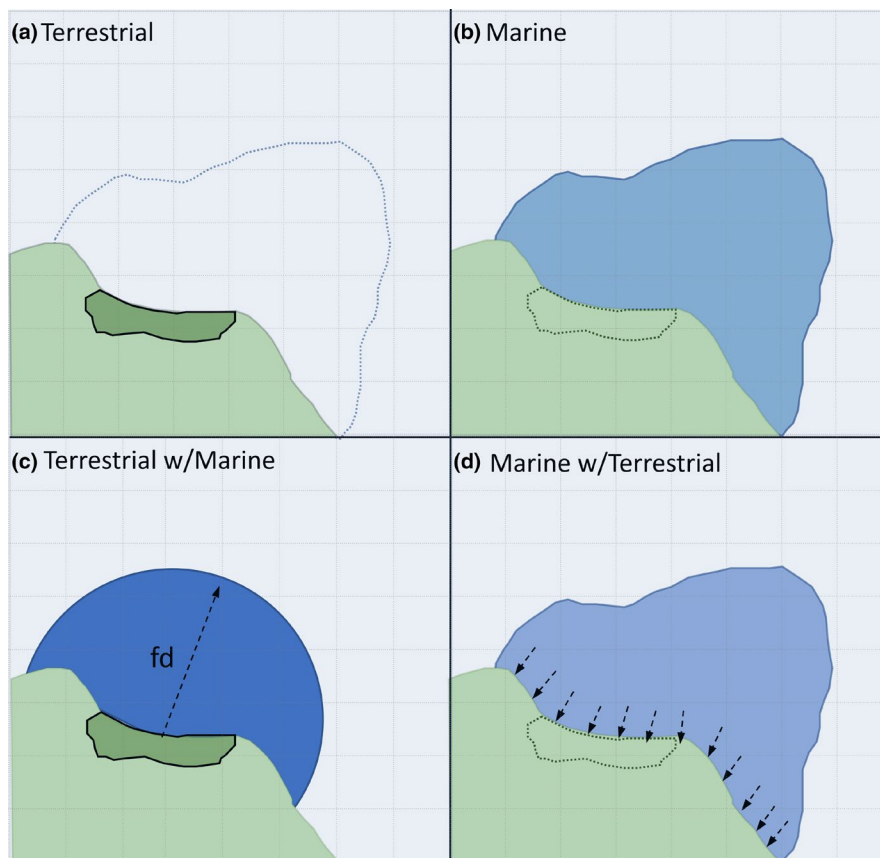 (a) Terrestrial
(b) Marine
(c) Terrestrial w/Marine
fd
(d) Marine w/Terrestrial